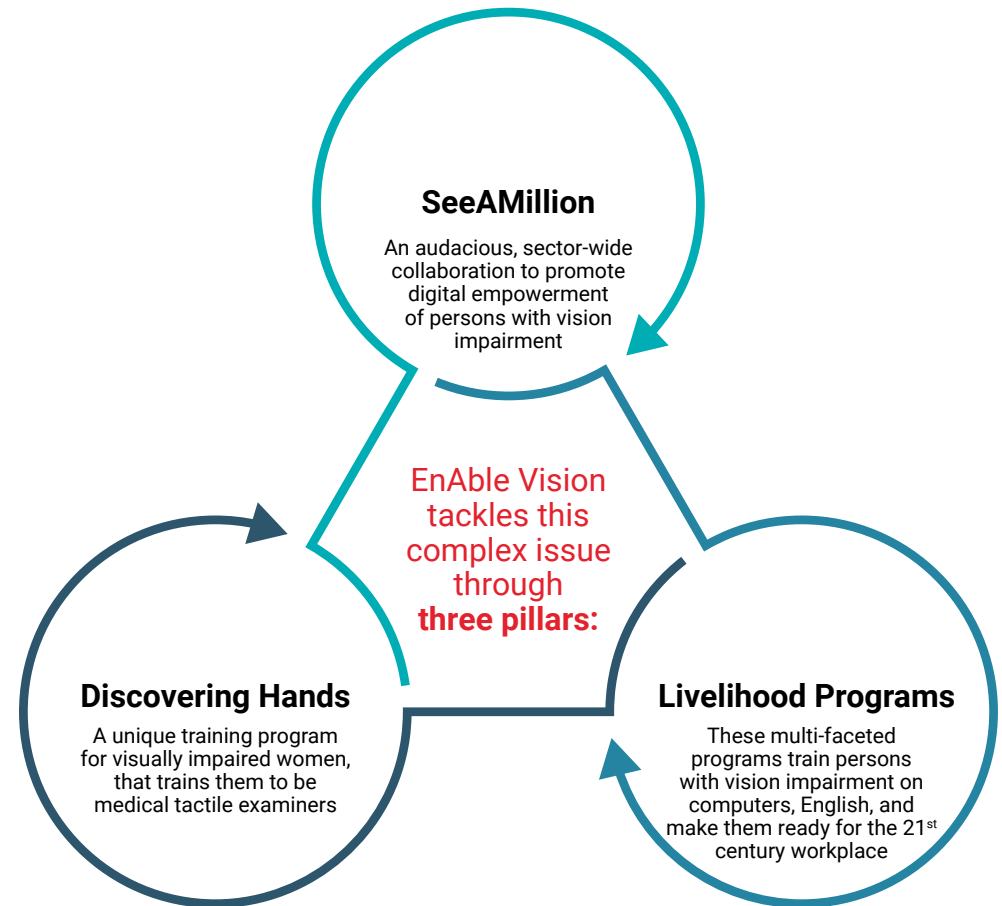 SeeAMillion
An audacious, sector-wide
collaboration to promote
digital empowerment
of persons with vision
impairment
EnAble Vision
tackles this
complex issue
through
three pillars:
Discovering Hands
A unique training program
for visually impaired women,
that trains them to be
medical tactile examiners
Livelihood Programs
These multi-faceted
programs train persons
with vision impairment on
computers, English, and
make them ready for the 21st
century workplace